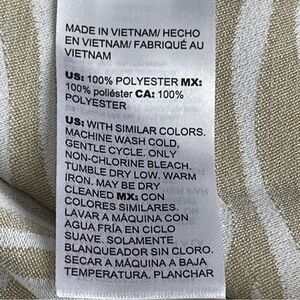 MADE IN VIETNAM/ HECHO
EN VIETNAM/ FABRIQUÉ AU
VIETNAM
US: 100% POLYESTER MX:
100% poliéster CA: 100%
POLYESTER
US: WITH SIMILAR COLORS.
MACHINE WASH COLD,
GENTLE CYCLE. ONLY
NON-CHLORINE BLEACH.
TUMBLE DRY LOW. WARM
IRON. MAY BE DRY
CLEANED MX: CON
COLORES SIMILARES.
LAVAR A MÁQUINA CON
AGUA FRÍA EN CICLO
SUAVE. SOLAMENTE
BLANQUEADOR SIN CLORO.
SECAR A MÁQUINA A BAJA
TEMPERATURA. PLANCHAR